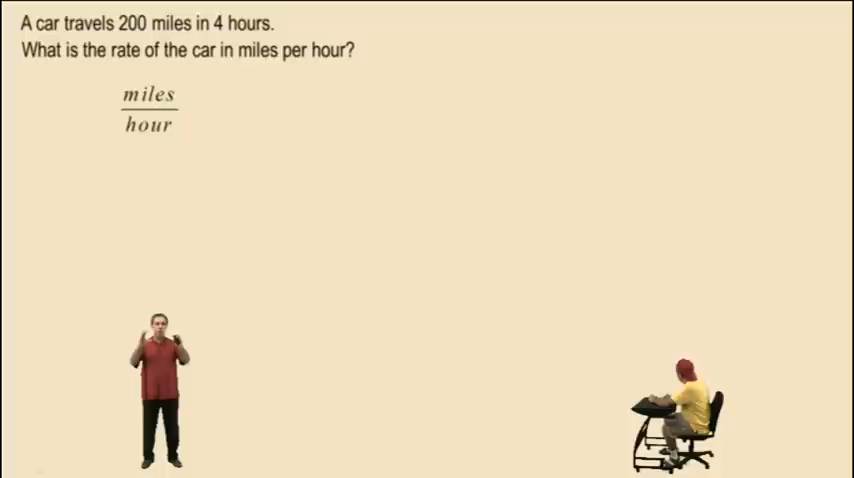 A car travels 200 miles in 4 hours.
What is the rate of the car in miles per hour?
miles
hour